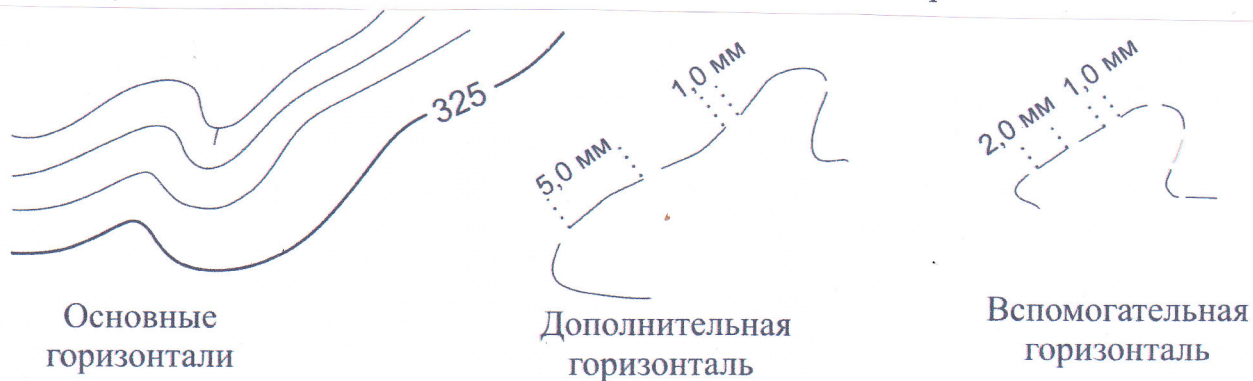 325
5,0 мм
1,0 мм
2,0 мм
1,0 мм
Основные
горизонтали
Дополнительная
горизонталь
Вспомогательная
горизонталь